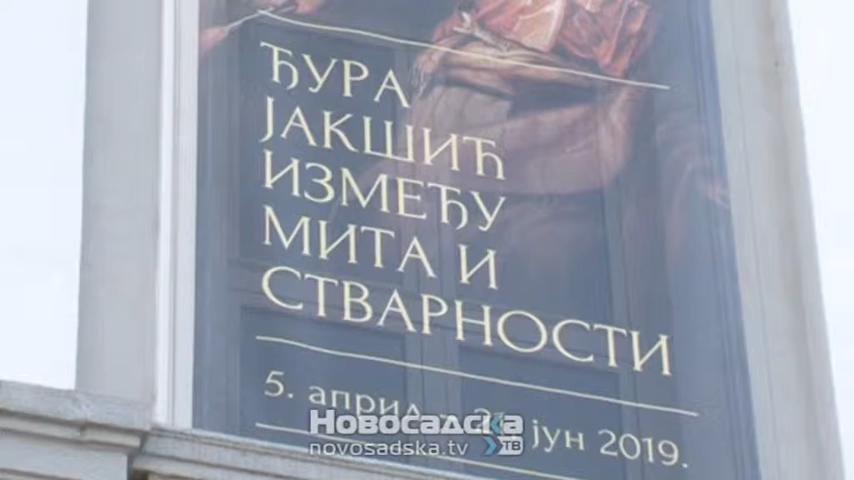 ЂУРА
ЈАКШИЋ
ИЗМЕЂУ
МИТА И
СТВАРНОСТИ
5. април – јун 2019.
НОВОСАДСКА
novosadska.tv ТВ